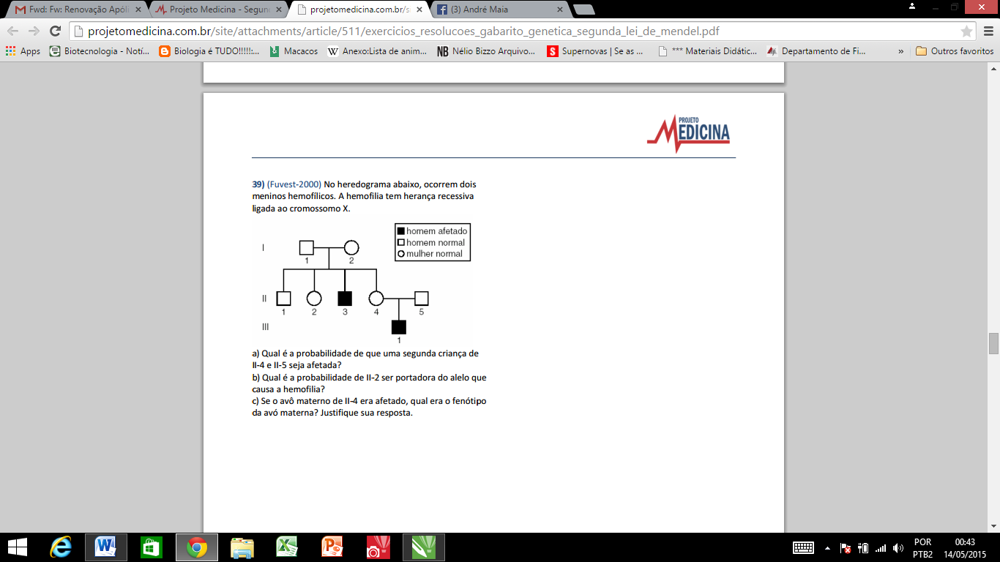 Fwd: Fw: Renovação Apóli
Projeto Medicina - Segund
projetomedicina.com.br/si
(3) André Maia
projetomedicina.com.br/site/attachments/article/511/exercicios_resolucoes_gabarito_genetica_segunda_lei_de_mendel.pdf
Apps
Biotecnologia - Notí...
Biologia é TUDO!!!!!:...
Macacos
Anexo:Lista de anim...
Nélio Bizzo Arquivo...
Supernovas | Se as ...
*** Materiais Didátic...
Departamento de Fi...
»
Outros favoritos
PROJETO
MEDICINA
39) (Fuvest-2000) No heredograma abaixo, ocorrem dois
meninos hemofílicos. A hemofilia tem herança recessiva
ligada ao cromossomo X.
homem afetado
homem normal
mulher normal
I
1 2
II
1 2 3 4 5
III
1
a) Qual é a probabilidade de que uma segunda criança de
II-4 e II-5 seja afetada?
b) Qual é a probabilidade de II-2 ser portadora do alelo que
causa a hemofilia?
c) Se o avô materno de II-4 era afetado, qual era o fenótipo
da avó materna? Justifique sua resposta.
POR
PTB2
00:43
14/05/2015